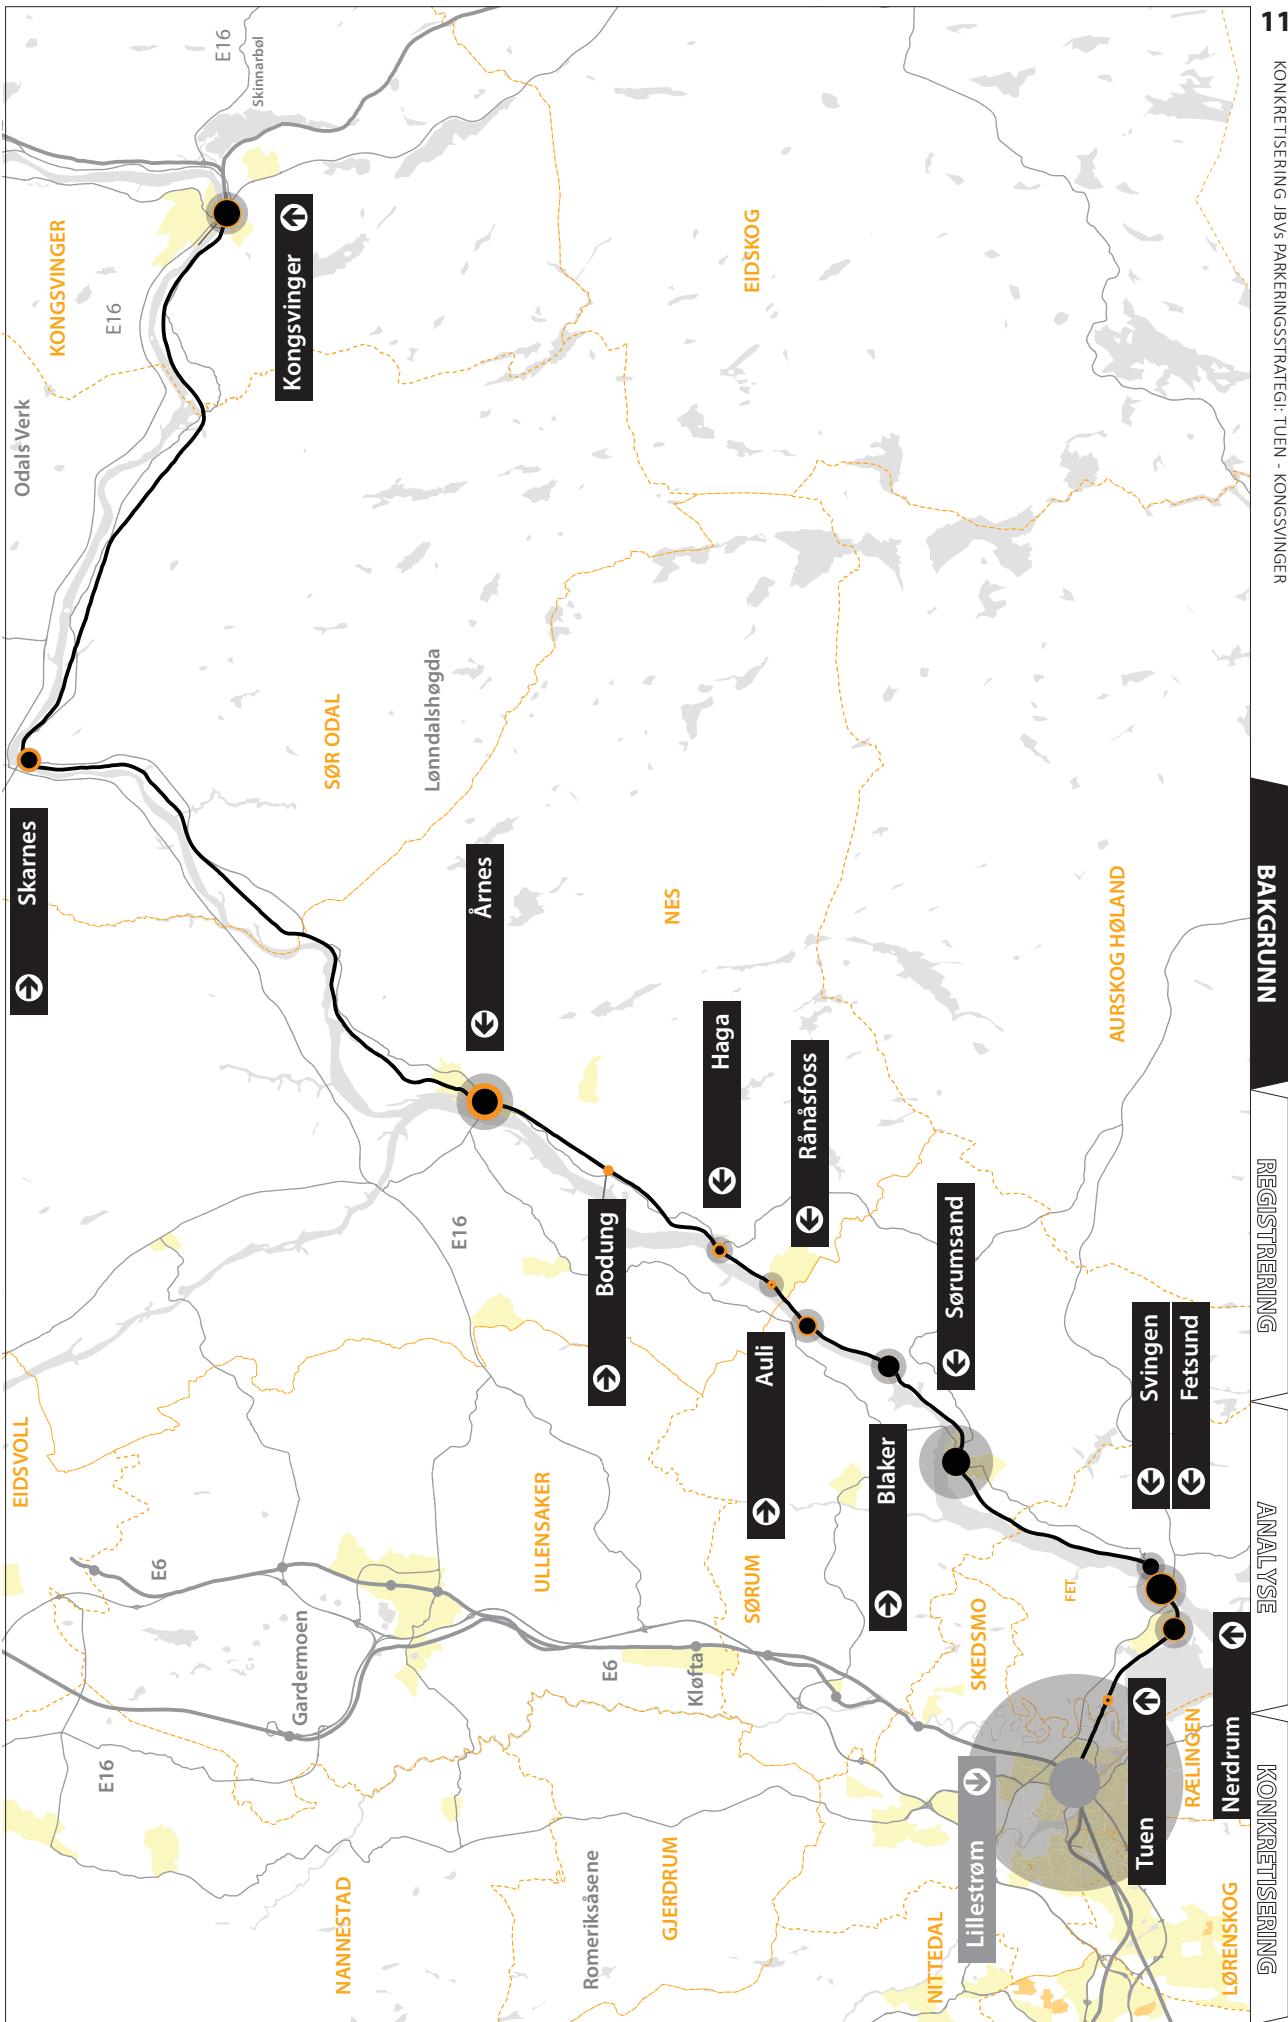 11
KONKRETISERING JBVs PARKERINGSSTRATEGI: TUEN - KONGSVINGER
BAKGRUNN
REGISTRERING
ANALYSE
KONKRETISERING
E16
Skinnarbøl
KONGSVINGER
E16
Kongsvinger
EIDSKOG
Odals Verk
SØR ODAL
Lønndalshøgda
Skarnes
Årnes
NES
AURSKOG HØLAND
Haga
Rånåsfoss
E16
Bodung
Sørumsand
Auli
Svingen
Fetsund
Blaker
EIDSVOLL
E6
ULLENSAKER
SØRUM
FET
SKEDSMO
Gardermoen
E6
Kløfta
E16
Nerdrum
Tuen
RÆLINGEN
Lillestrøm
NANNESTAD
Romeriksåsene
GJERDRUM
NITTEDAL
LØRENSKOG